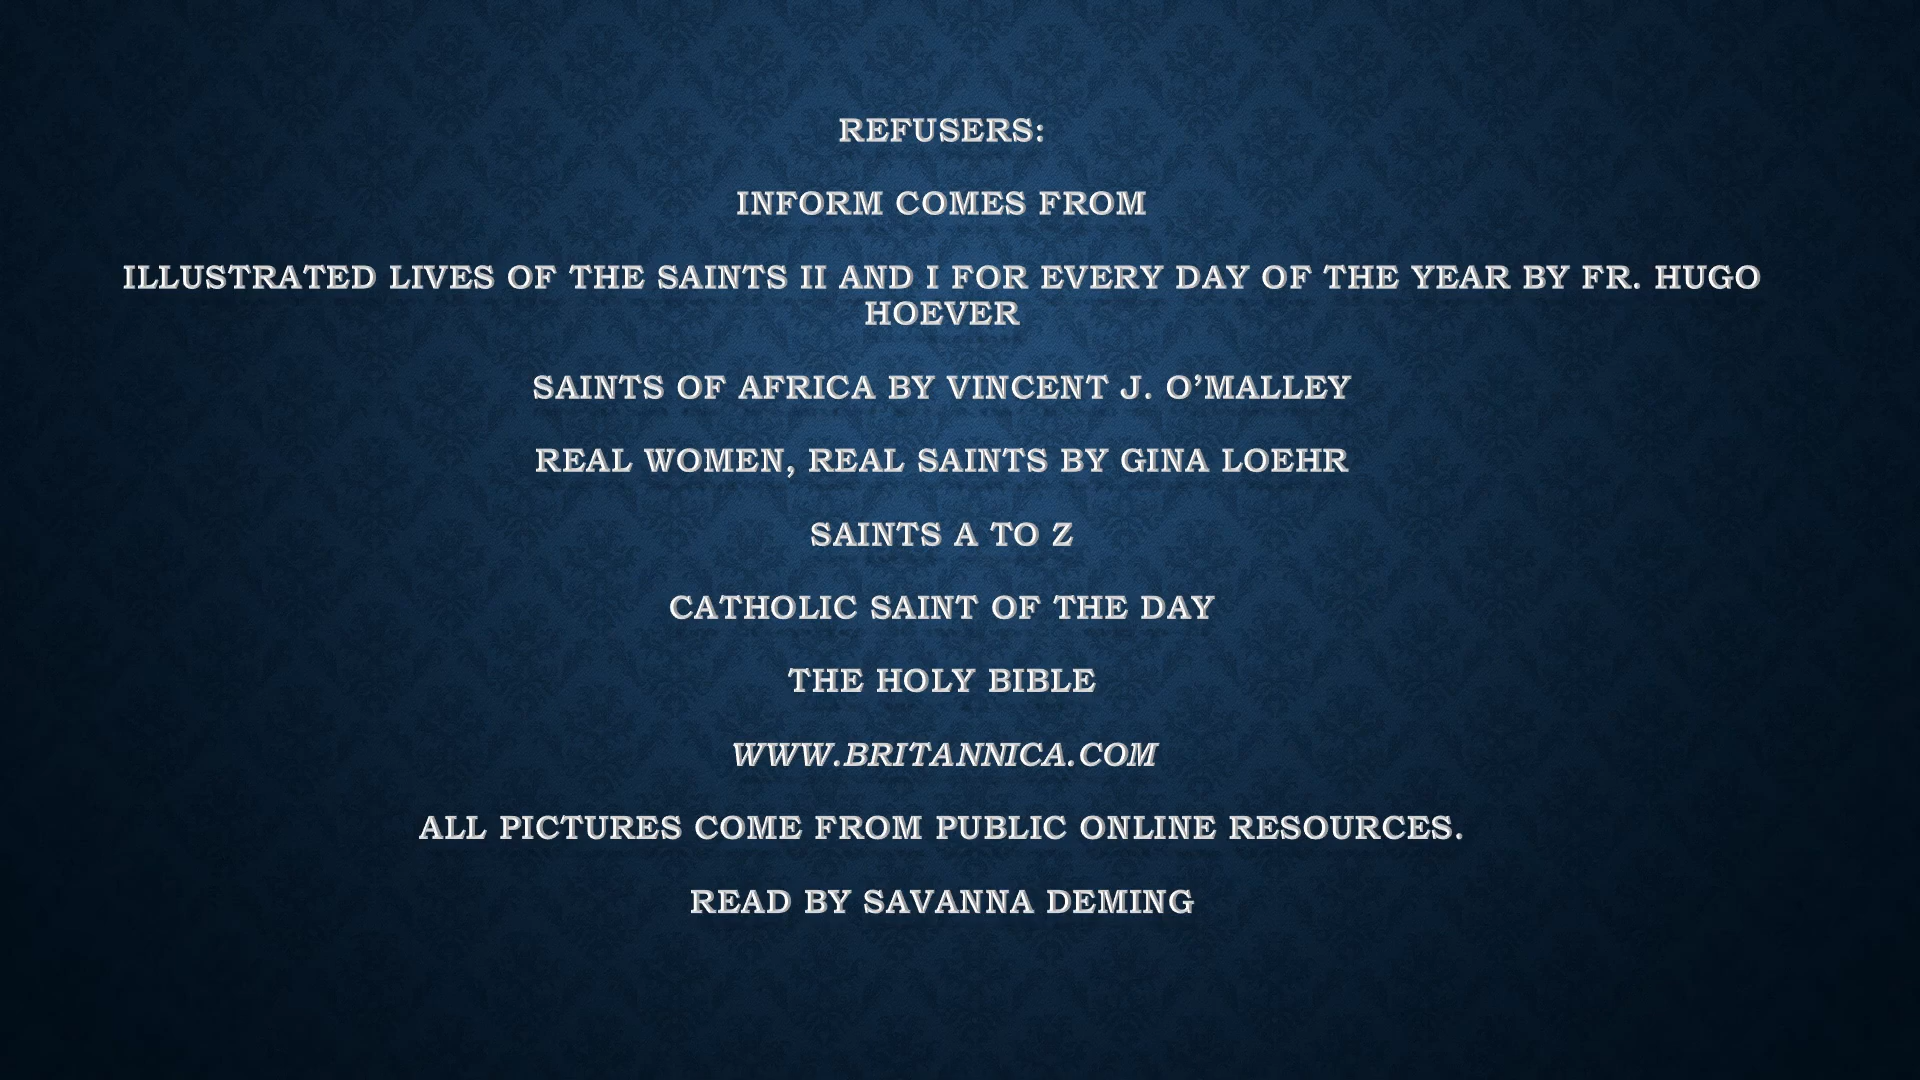 REFUSERS:
INFORM COMES FROM
ILLUSTRATED LIVES OF THE SAINTS II AND I FOR EVERY DAY OF THE YEAR BY FR. HUGO
HOEVER
SAINTS OF AFRICA BY VINCENT J. O’MALLEY
REAL WOMEN, REAL SAINTS BY GINA LOEHR
SAINTS A TO Z
CATHOLIC SAINT OF THE DAY
THE HOLY BIBLE
WWW.BRITANNICA.COM
ALL PICTURES COME FROM PUBLIC ONLINE RESOURCES.
READ BY SAVANNA DEMING